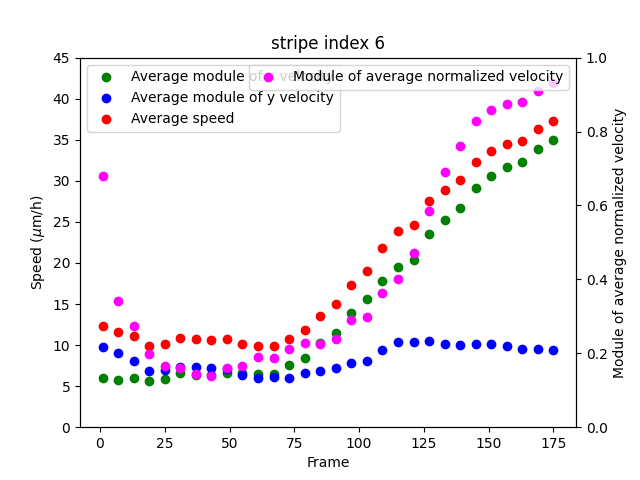 stripe index 6
Average module of x velocity
Average module of y velocity
Average speed
Module of average normalized velocity
Speed (μm/h)
Module of average normalized velocity
45
40
35
30
25
20
15
10
5
0
1.0
0.8
0.6
0.4
0.2
0.0
0 25 50 75 100 125 150 175
Frame